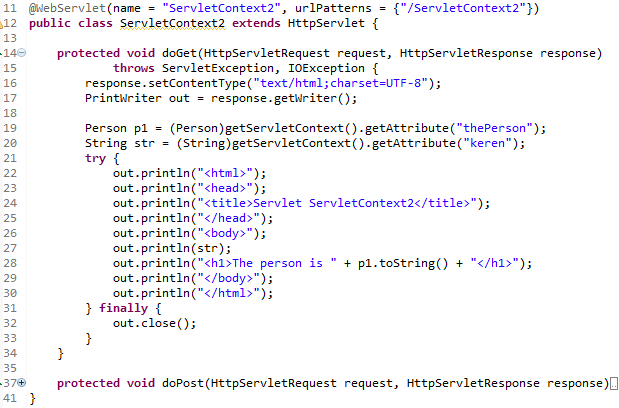 11 @WebServlet(name = "ServletContext2", urlPatterns = {"/ServletContext2"})
12 public class ServletContext2 extends HttpServlet {
13
14     protected void doGet(HttpServletRequest request, HttpServletResponse response)
15             throws ServletException, IOException {
16         response.setContentType("text/html;charset=UTF-8");
17         PrintWriter out = response.getWriter();
18
19         Person p1 = (Person)getServletContext().getAttribute("thePerson");
20         String str = (String)getServletContext().getAttribute("keren");
21         try {
22             out.println("<html>");
23             out.println("<head>");
24             out.println("<title>Servlet ServletContext2</title>");
25             out.println("</head>");
26             out.println("<body>");
27             out.println(str);
28             out.println("<h1>The person is " + p1.toString() + "</h1>");
29             out.println("</body>");
30             out.println("</html>");
31         } finally {
32             out.close();
33         }
34     }
35
37     protected void doPost(HttpServletRequest request, HttpServletResponse response)
41 }